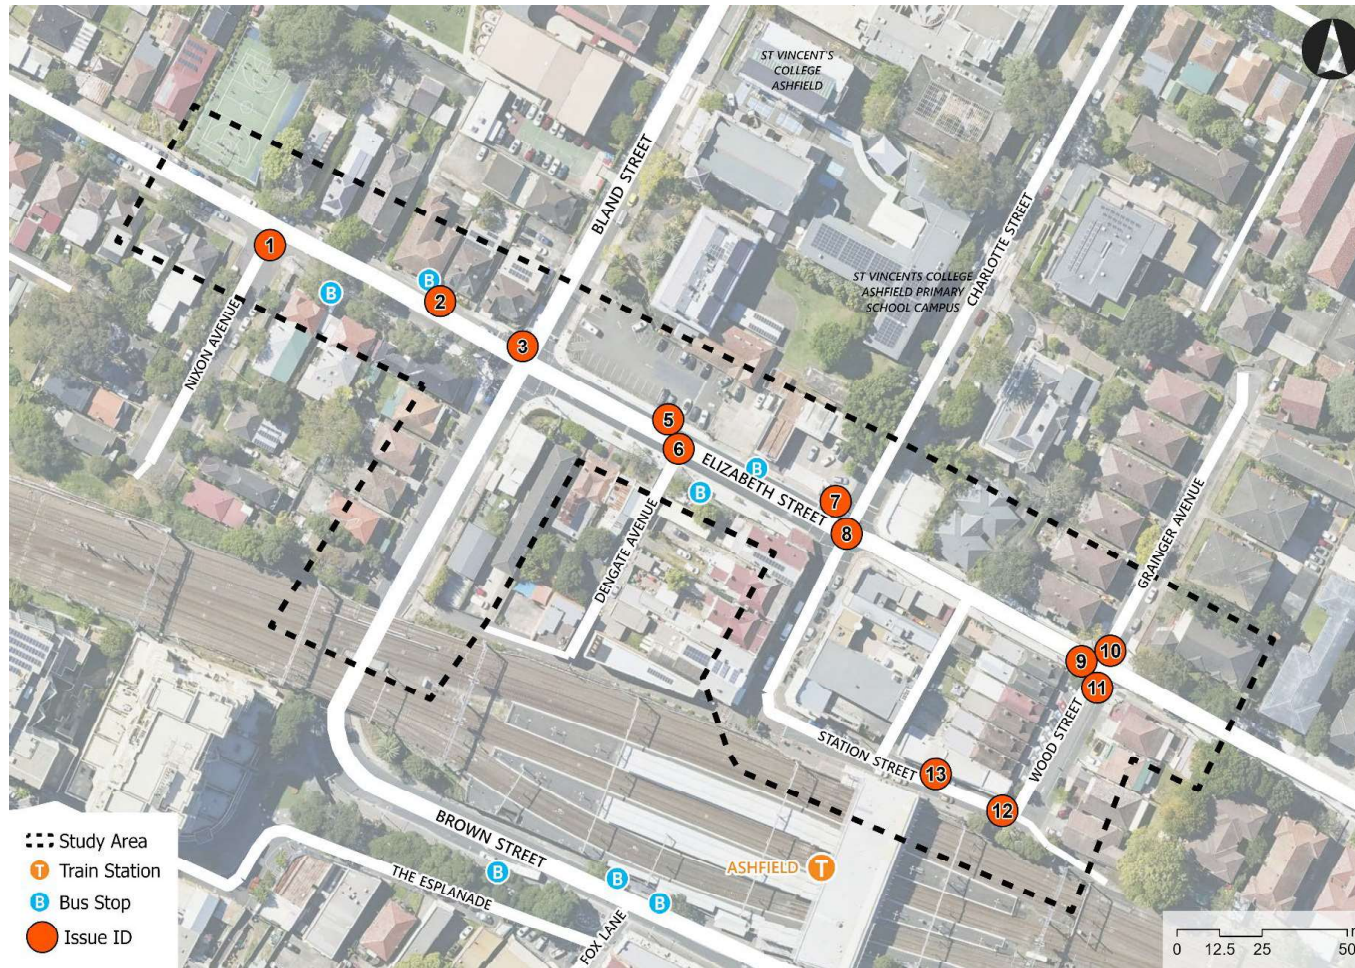 ST VINCENT'S
COLLEGE
ASHFIELD
BLAND STREET
CHARLOTTE STREET
ST VINCENTS COLLEGE
ASHFIELD PRIMARY
SCHOOL CAMPUS
1
B
B
2
NIXON AVENUE
3
5
6
ELIZABETH STREET
B
B
7
8
DENGATE AVENUE
GRAINGER AVENUE
9
10
11
WOOD STREET
STATION STREET
13
12
BROWN STREET
THE ESPLANADE
FOX LANE
B
B
B
ASHFIELD
T
Study Area
T
Train Station
B
Bus Stop
Issue ID
0 12.5 25 50